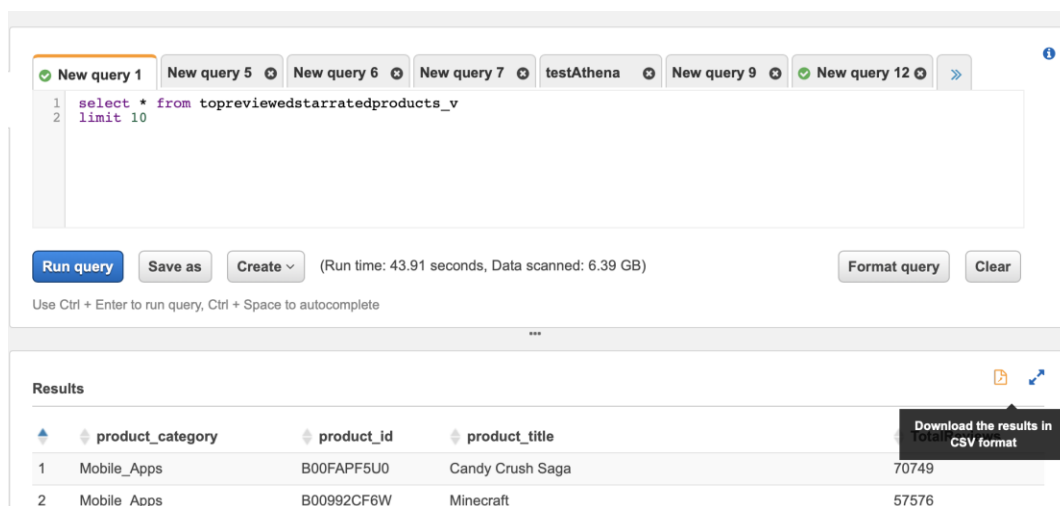 New query 1 New query 5 New query 6 New query 7 testAthena New query 9 New query 12 »
1 select * from topreviewedstarratedproducts_v
2 limit 10
Run query Save as Create (Run time: 43.91 seconds, Data scanned: 6.39 GB) Format query Clear
Use Ctrl + Enter to run query, Ctrl + Space to autocomplete
Results
Download the results in
CSV format
product_category product_id product_title TotalReviews
1 Mobile_Apps B00FAPF5U0 Candy Crush Saga 70749
2 Mobile_Apps B00992CF6W Minecraft 57576